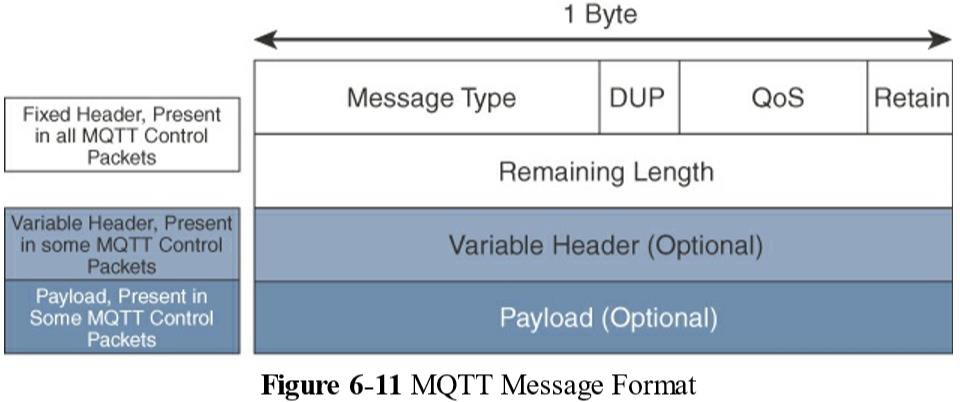 1 Byte
Message Type DUP QoS Retain
Fixed Header, Present
in all MQTT Control
Packets
Remaining Length
Variable Header, Present
in some MQTT Control
Packets
Variable Header (Optional)
Payload, Present in
Some MQTT Control
Packets
Payload (Optional)
Figure 6-11 MQTT Message Format